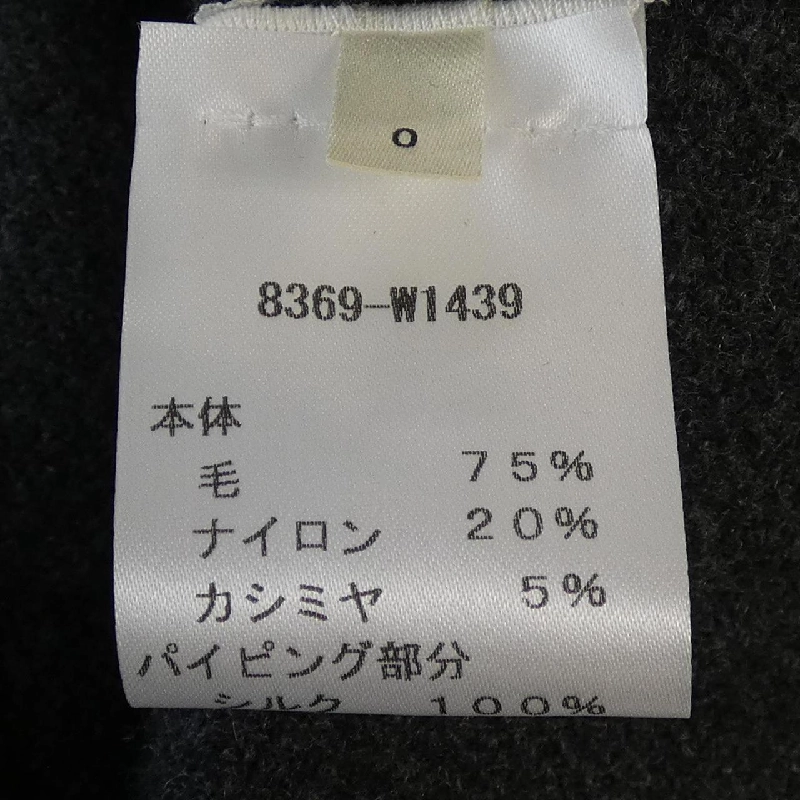 0
8369-W1439
本体
毛 75%
ナイロン 20%
カシミヤ 5%
パイピング部分
シルク 100%